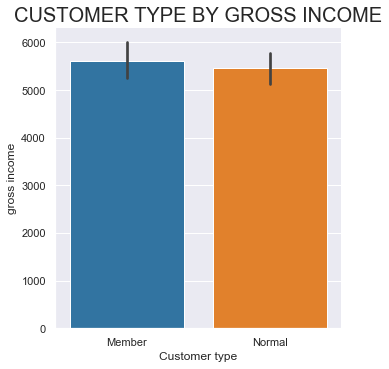 CUSTOMER TYPE BY GROSS INCOME
6000
5000
4000
3000
2000
1000
0
gross income
Member Normal
Customer type